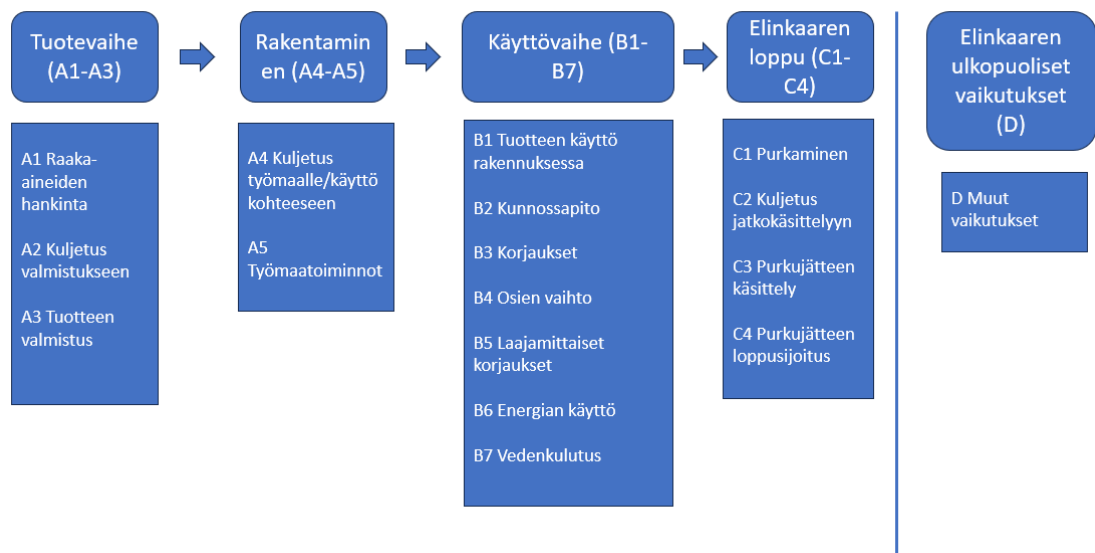 Tuotevaihe
(A1-A3)
Rakentamin
en (A4-A5)
Käyttövaihe (B1-
B7)
Elinkaaren
loppu (C1-
C4)
Elinkaaren
ulkopuoliset
vaikutukset
(D)
A1 Raaka-
aineiden
hankinta
A2 Kuljetus
valmistukseen
A3 Tuotteen
valmistus
A4 Kuljetus
työmaalle/käyttö
kohteeseen
A5
Työmaatoiminnot
B1 Tuotteen käyttö
rakennuksessa
B2 Kunnossapito
B3 Korjaukset
B4 Osien vaihto
B5 Laajamittaiset
korjaukset
B6 Energian käyttö
B7 Vedenkulutus
C1 Purkaminen
C2 Kuljetus
jatkokäsittelyyn
C3 Purkujätteen
käsittely
C4 Purkujätteen
loppusijoitus
D Muut
vaikutukset